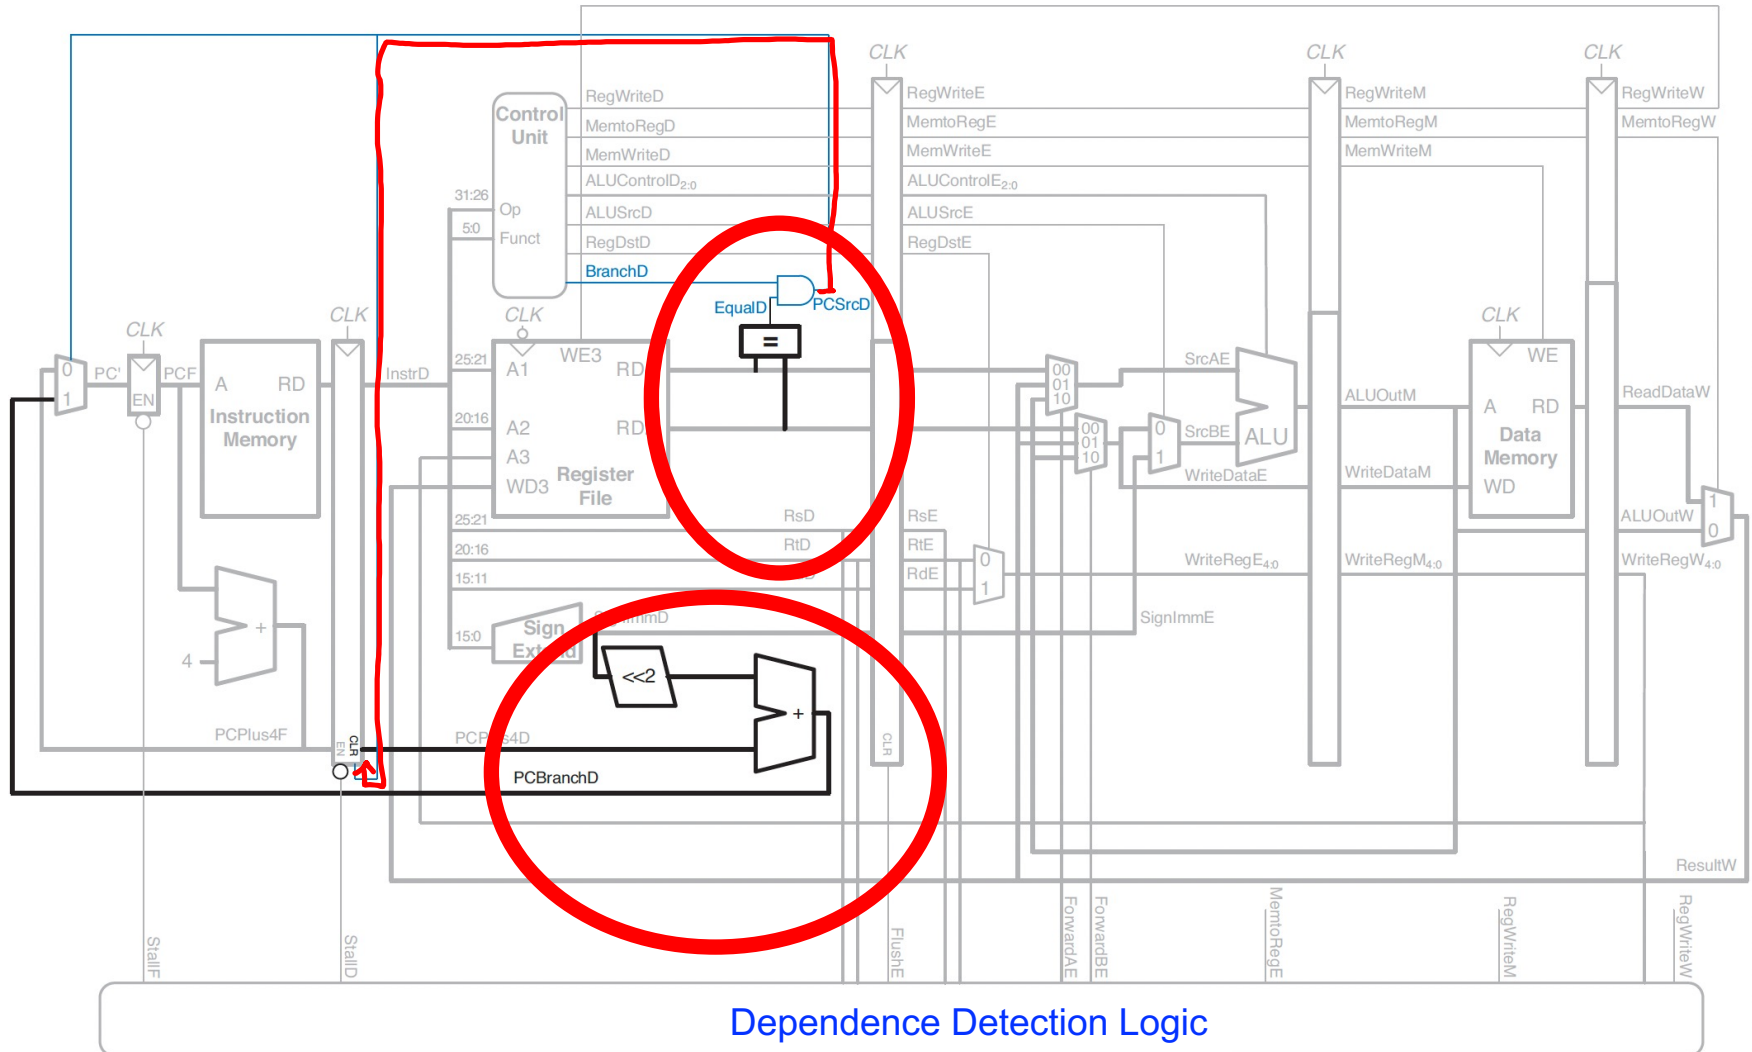 CLK
CLK
CLK
RegWriteD
RegWriteE
RegWriteM
RegWriteW
Control
Unit
MemtoRegD
MemtoRegE
MemtoRegM
MemtoRegW
MemWriteD
MemWriteE
MemWriteM
ALUControlD2:0
ALUControlE2:0
31:26
Op
ALUSrcD
ALUSrcE
5:0
Funct
RegDstD
RegDstE
BranchD
EqualD
PCSrcD
CLK
CLK
CLK
CLK
=
0
1
PC'
EN
PCF
A
RD
Instruction
Memory
InstrD
25:21
A1
WE3
RD
20:16
A2
RD
A3
WD3
Register
File
00
01
10
00
01
10
SrcAE
0
1
SrcBE
ALU
WriteDataE
ALUOutM
WriteDataM
WE
A
RD
Data
Memory
WD
ReadDataW
1
0
ALUOutW
25:21
RsD
RsE
20:16
RtD
RtE
15:11
RdE
0
1
WriteRegE4:0
WriteRegM4:0
WriteRegW4:0
15:0
Sign
SignImmE
<<2
+
4
+
PCPlus4F
EN
CLR
PCPlus4D
CLR
PCBranchD
ResultW
StallF
StallD
FlushE
ForwardAE
ForwardBE
MemtoRegE
RegWriteM
RegWriteW
Dependence Detection Logic